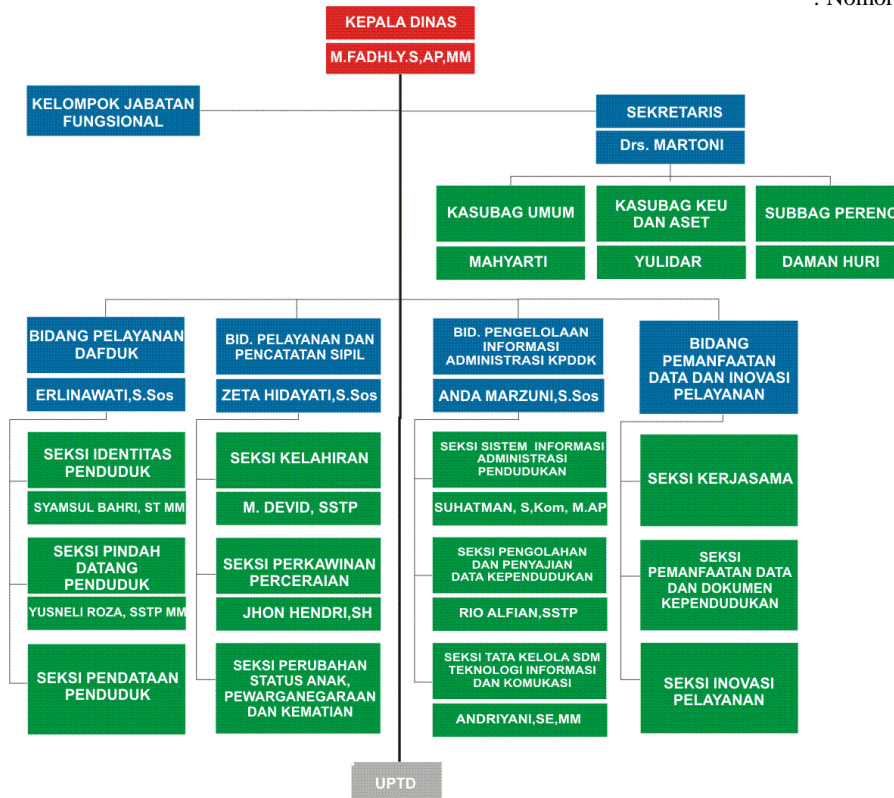 : Nomor
KEPALA DINAS
M.FADHLY.S,AP,MM
KELOMPOK JABATAN
FUNGSIONAL
SEKRETARIS
Drs. MARTONI
KASUBAG UMUM
MAHYARTI
KASUBAG KEU
DAN ASET
YULIDAR
SUBBAG PERENC
DAMAN HURI
BIDANG PELAYANAN
DAFDUK
ERLINAWATI,S.Sos
SEKSI IDENTITAS
PENDUDUK
SYAMSUL BAHRI, ST MM
SEKSI PINDAH
DATANG
PENDUDUK
YUSNELI ROZA, SSTP MM
SEKSI PENDATAAN
PENDUDUK
BID. PELAYANAN DAN
PENCATATAN SIPIL
ZETA HIDAYATI,S.Sos
SEKSI KELAHIRAN
M. DEVID, SSTP
SEKSI PERKAWINAN
PERCERAIAN
JHON HENDRI,SH
SEKSI PERUBAHAN
STATUS ANAK,
PEWARGANEGARAAN
DAN KEMATIAN
BID. PENGELOLAAN
INFORMASI
ADMINISTRASI KPDDK
ANDA MARZUNI,S.Sos
SEKSI SISTEM INFORMASI
ADMINISTRASI
PENDUDUKAN
SUHATMAN, S,Kom, M.AP
SEKSI PENGOLAHAN
DAN PENYAJIAN
DATA KEPENDUDUKAN
RIO ALFIAN,SSTP
SEKSI TATA KELOLA SDM
TEKNOLOGI INFORMASI
DAN KOMUKASI
ANDRIYANI,SE,MM
BIDANG
PEMANFAATAN
DATA DAN INOVASI
PELAYANAN
SEKSI KERJASAMA
SEKSI
PEMANFAATAN DATA
DAN DOKUMEN
KEPENDUDUKAN
SEKSI INOVASI
PELAYANAN
UPTD